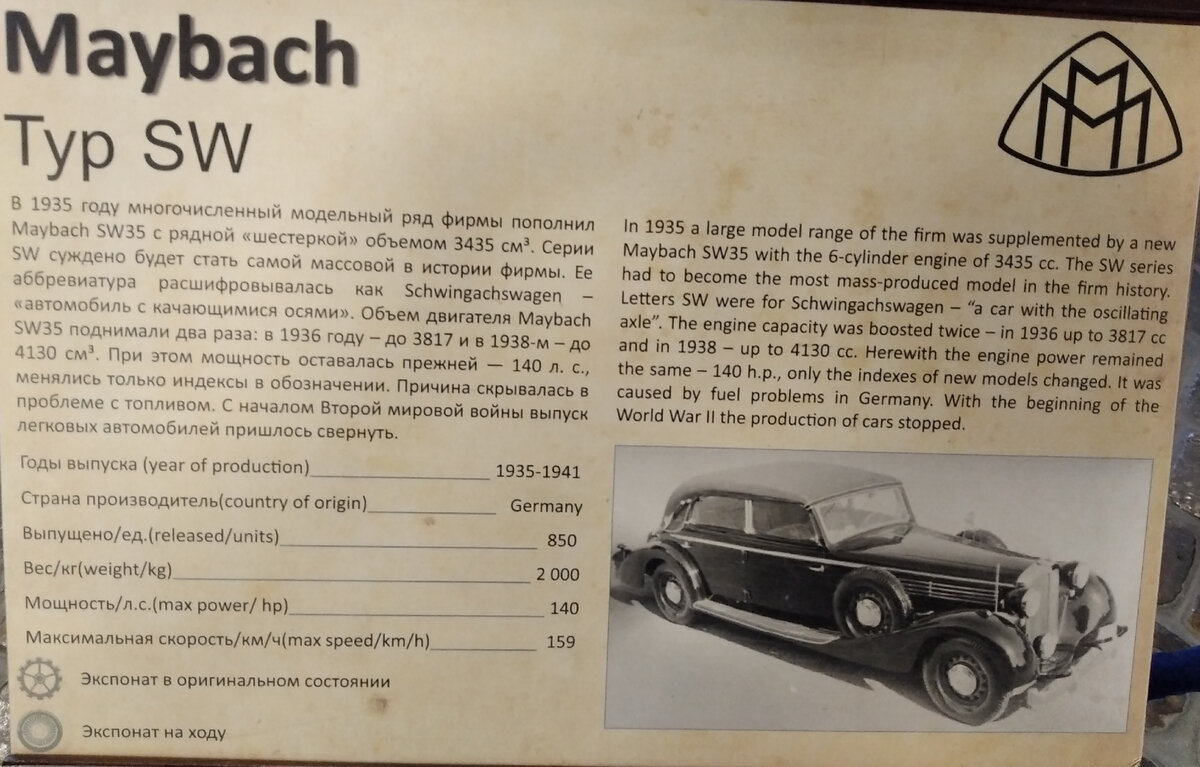 Maybach
Typ SW
В 1935 году многочисленный модельный ряд фирмы пополнил
Maybach SW35 с рядной «шестеркой» объемом 3435 см³. Серии
SW суждено будет стать самой массовой в истории фирмы. Ее
аббревиатура расшифровывалась как Schwingachswagen –
«автомобиль с качающимися осями». Объем двигателя Maybach
SW35 поднимали два раза: в 1936 году – до 3817 и в 1938-м – до
4130 см³. При этом мощность оставалась прежней — 140 л. с.,
менялись только индексы в обозначении. Причина скрывалась в
проблеме с топливом. С началом Второй мировой войны выпуск
легковых автомобилей пришлось свернуть.
In 1935 a large model range of the firm was supplemented by a new
Maybach SW35 with the 6-cylinder engine of 3435 cc. The SW series
had to become the most mass-produced model in the firm history.
Letters SW were for Schwingachswagen – “a car with the oscillating
axle”. The engine capacity was boosted twice – in 1936 up to 3817 cc
and in 1938 – up to 4130 cc. Herewith the engine power remained
the same – 140 h.p., only the indexes of new models changed. It was
caused by fuel problems in Germany. With the beginning of the
World War II the production of cars stopped.
Годы выпуска (year of production) 1935-1941
Страна производитель(country of origin) Germany
Выпущено/ед.(released/units) 850
Вес/кг(weight/kg) 2 000
Мощность/л.с.(max power/ hp) 140
Максимальная скорость/км/ч(max speed/km/h) 159
Экспонат в оригинальном состоянии
Экспонат на ходу